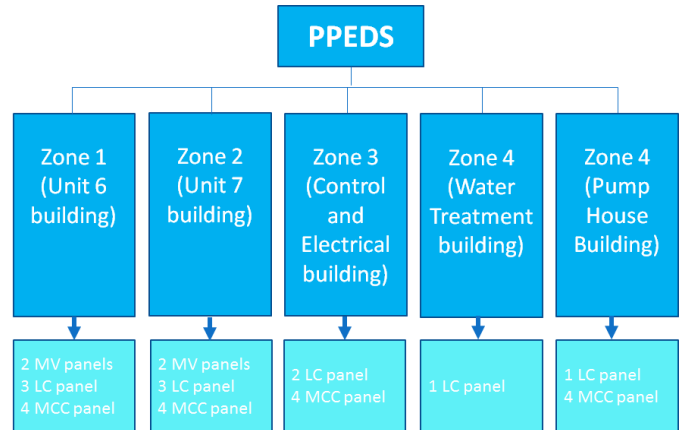 PPEDS
Zone 1
(Unit 6
building)
Zone 2
(Unit 7
building)
Zone 3
(Control
and
Electrical
building)
Zone 4
(Water
Treatment
building)
Zone 4
(Pump
House
Building)
2 MV panels
3 LC panel
4 MCC panel
2 MV panels
3 LC panel
4 MCC panel
2 LC panel
4 MCC panel
1 LC panel
1 LC panel
4 MCC panel